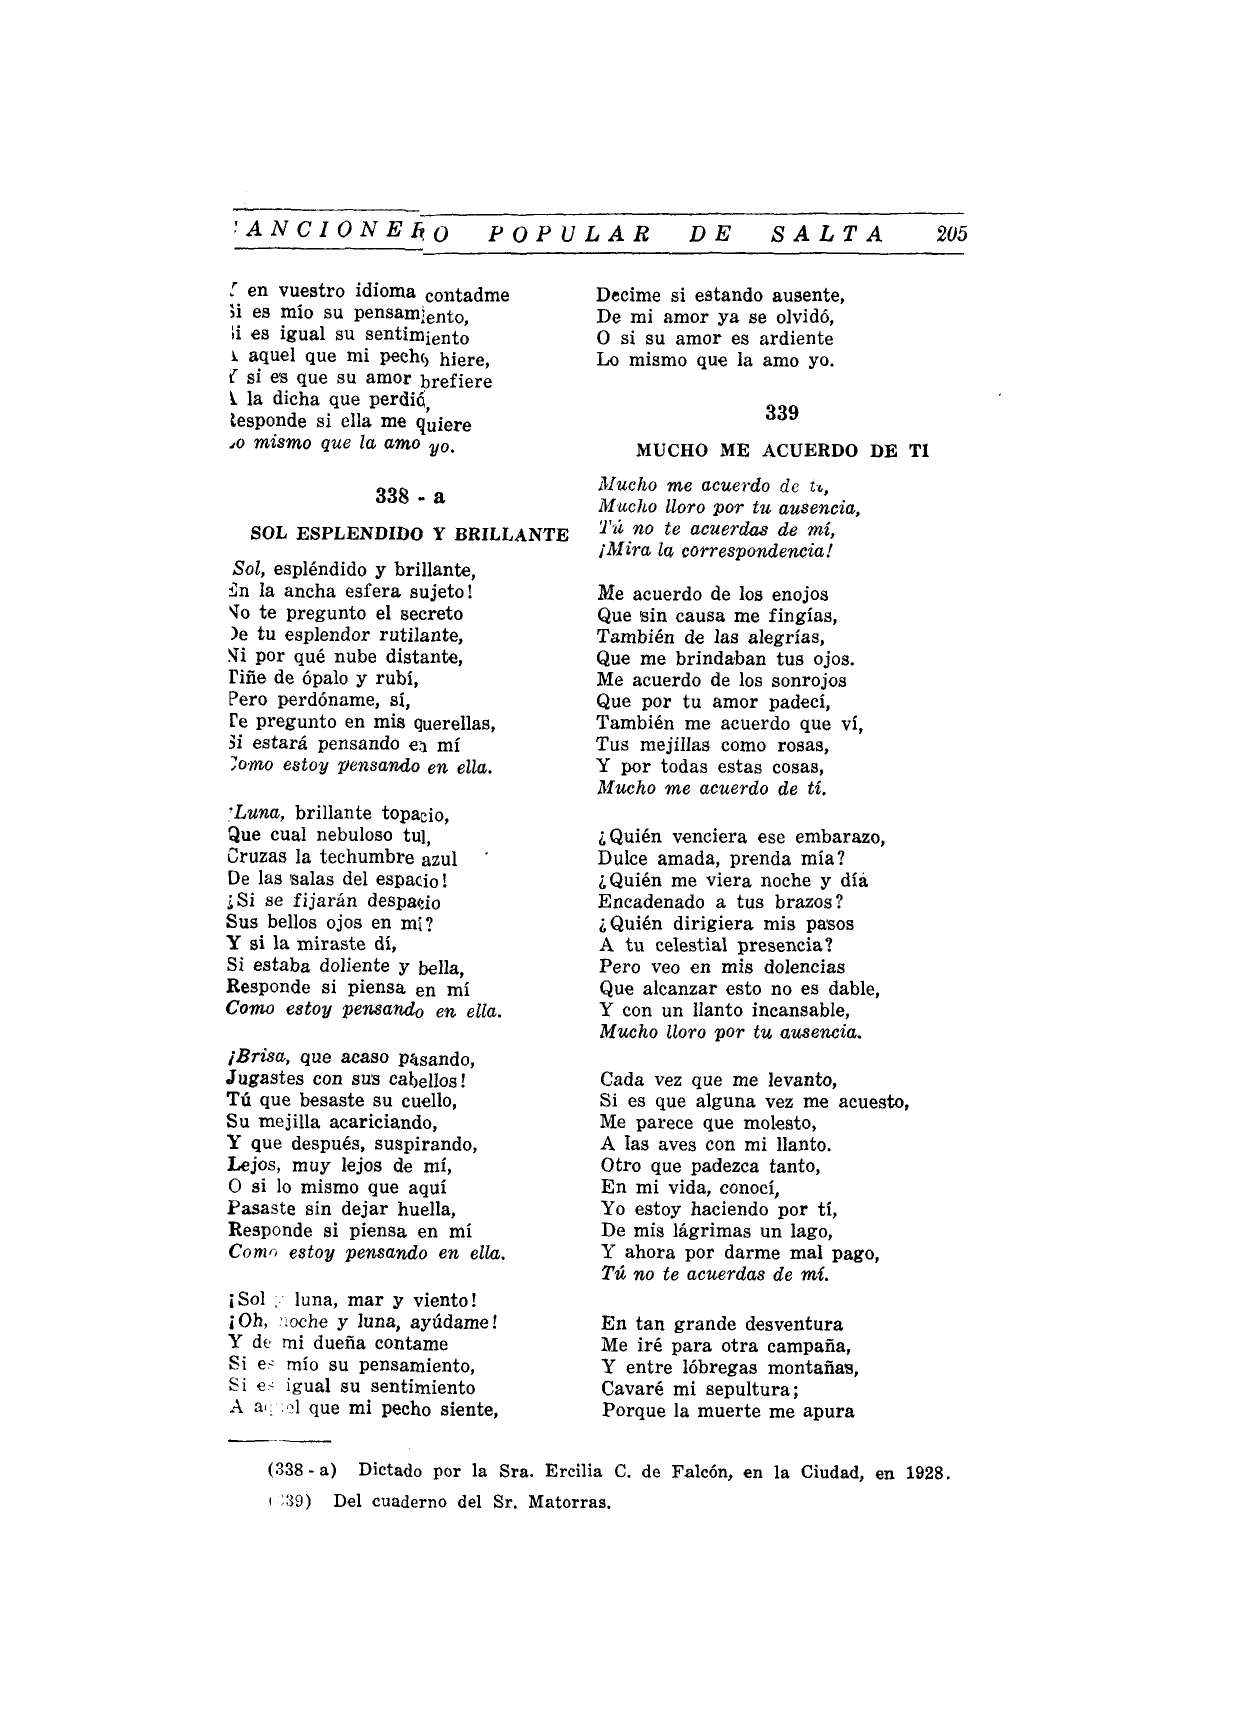 CANCIONERO POPULAR DE SALTA 205
Y en vuestro idioma contadme
Si es mío su pensamiento,
Si es igual su sentimiento
A aquel que mi pecho hiere,
Y si es que su amor prefiere
A la dicha que perdió,
Responde si ella me quiere
Lo mismo que la amo yo.
338 - a
SOL ESPLENDIDO Y BRILLANTE
Sol, espléndido y brillante,
En la ancha esfera sujeto!
No te pregunto el secreto
De tu esplendor rutilante,
Ni por qué nube distante,
Tiñe de ópalo y rubí,
Pero perdóname, sí,
Te pregunto en mis querellas,
Si estará pensando en mí
Como estoy pensando en ella.
¡Luna, brillante topacio,
Que cual nebuloso tul,
Cruzas la techumbre azul
De las salas del espacio!
¿Si se fijarán despacio
Sus bellos ojos en mí?
Y si la miraste dí,
Si estaba doliente y bella,
Responde si piensa en mí
Como estoy pensando en ella.
¡Brisa, que acaso pasando,
Jugastes con sus cabellos!
Tú que besaste su cuello,
Su mejilla acariciando,
Y que después, suspirando,
Lejos, muy lejos de mí,
O si lo mismo que aquí
Pasaste sin dejar huella,
Responde si piensa en mí
Como estoy pensando en ella.
¡Sol y luna, mar y viento!
¡Oh, noche y luna, ayúdame!
Y de mi dueña contame
Si es mío su pensamiento,
Si es igual su sentimiento
A aquel que mi pecho siente,
Decime si estando ausente,
De mi amor ya se olvidó,
O si su amor es ardiente
Lo mismo que la amo yo.
339
MUCHO ME ACUERDO DE TI
Mucho me acuerdo de ti,
Mucho lloro por tu ausencia,
Tú no te acuerdas de mí,
¡Mira la correspondencia!
Me acuerdo de los enojos
Que sin causa me fingías,
También de las alegrías,
Que me brindaban tus ojos.
Me acuerdo de los sonrojos
Que por tu amor padecí,
También me acuerdo que ví,
Tus mejillas como rosas,
Y por todas estas cosas,
Mucho me acuerdo de tí.
¿Quién venciera ese embarazo,
Dulce amada, prenda mía?
¿Quién me viera noche y día
Encadenado a tus brazos?
¿Quién dirigiera mis pasos
A tu celestial presencia?
Pero veo en mis dolencias
Que alcanzar esto no es dable,
Y con un llanto incansable,
Mucho lloro por tu ausencia.
Cada vez que me levanto,
Si es que alguna vez me acuesto,
Me parece que molesto,
A las aves con mi llanto.
Otro que padezca tanto,
En mi vida, conocí,
Yo estoy haciendo por tí,
De mis lágrimas un lago,
Y ahora por darme mal pago,
Tú no te acuerdas de mí.
En tan grande desventura
Me iré para otra campaña,
Y entre lóbregas montañas,
Cavaré mi sepultura;
Porque la muerte me apura
(338 - a) Dictado por la Sra. Ercilia C. de Falcón, en la Ciudad, en 1928.
(339) Del cuaderno del Sr. Matorras.